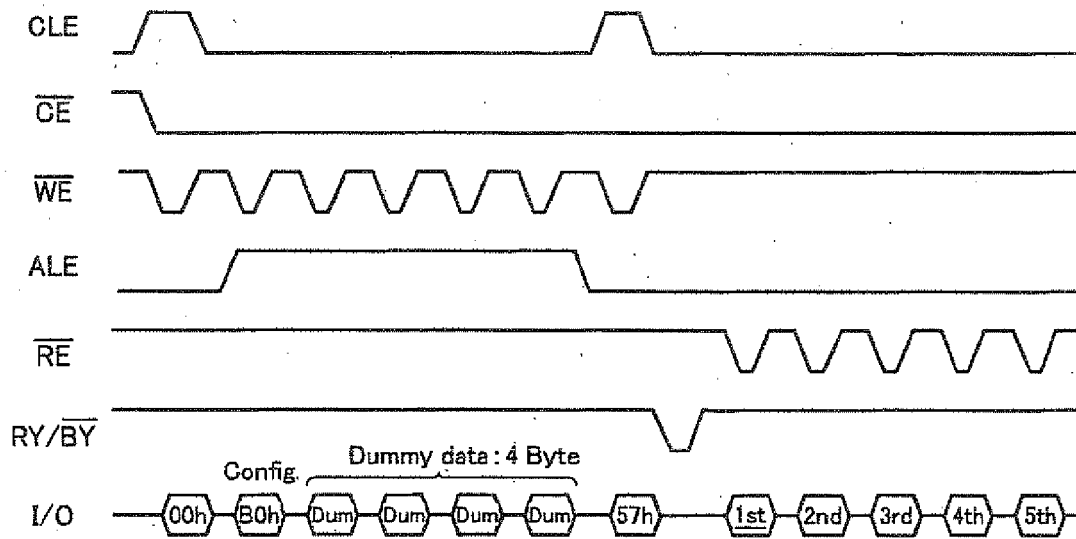 CLE
CE
WE
ALE
RE
RY/BY
Config. Dummy data: 4 Byte
I/O 00h B0h Dum Dum Dum Dum 57h 1st 2nd 3rd 4th 5th